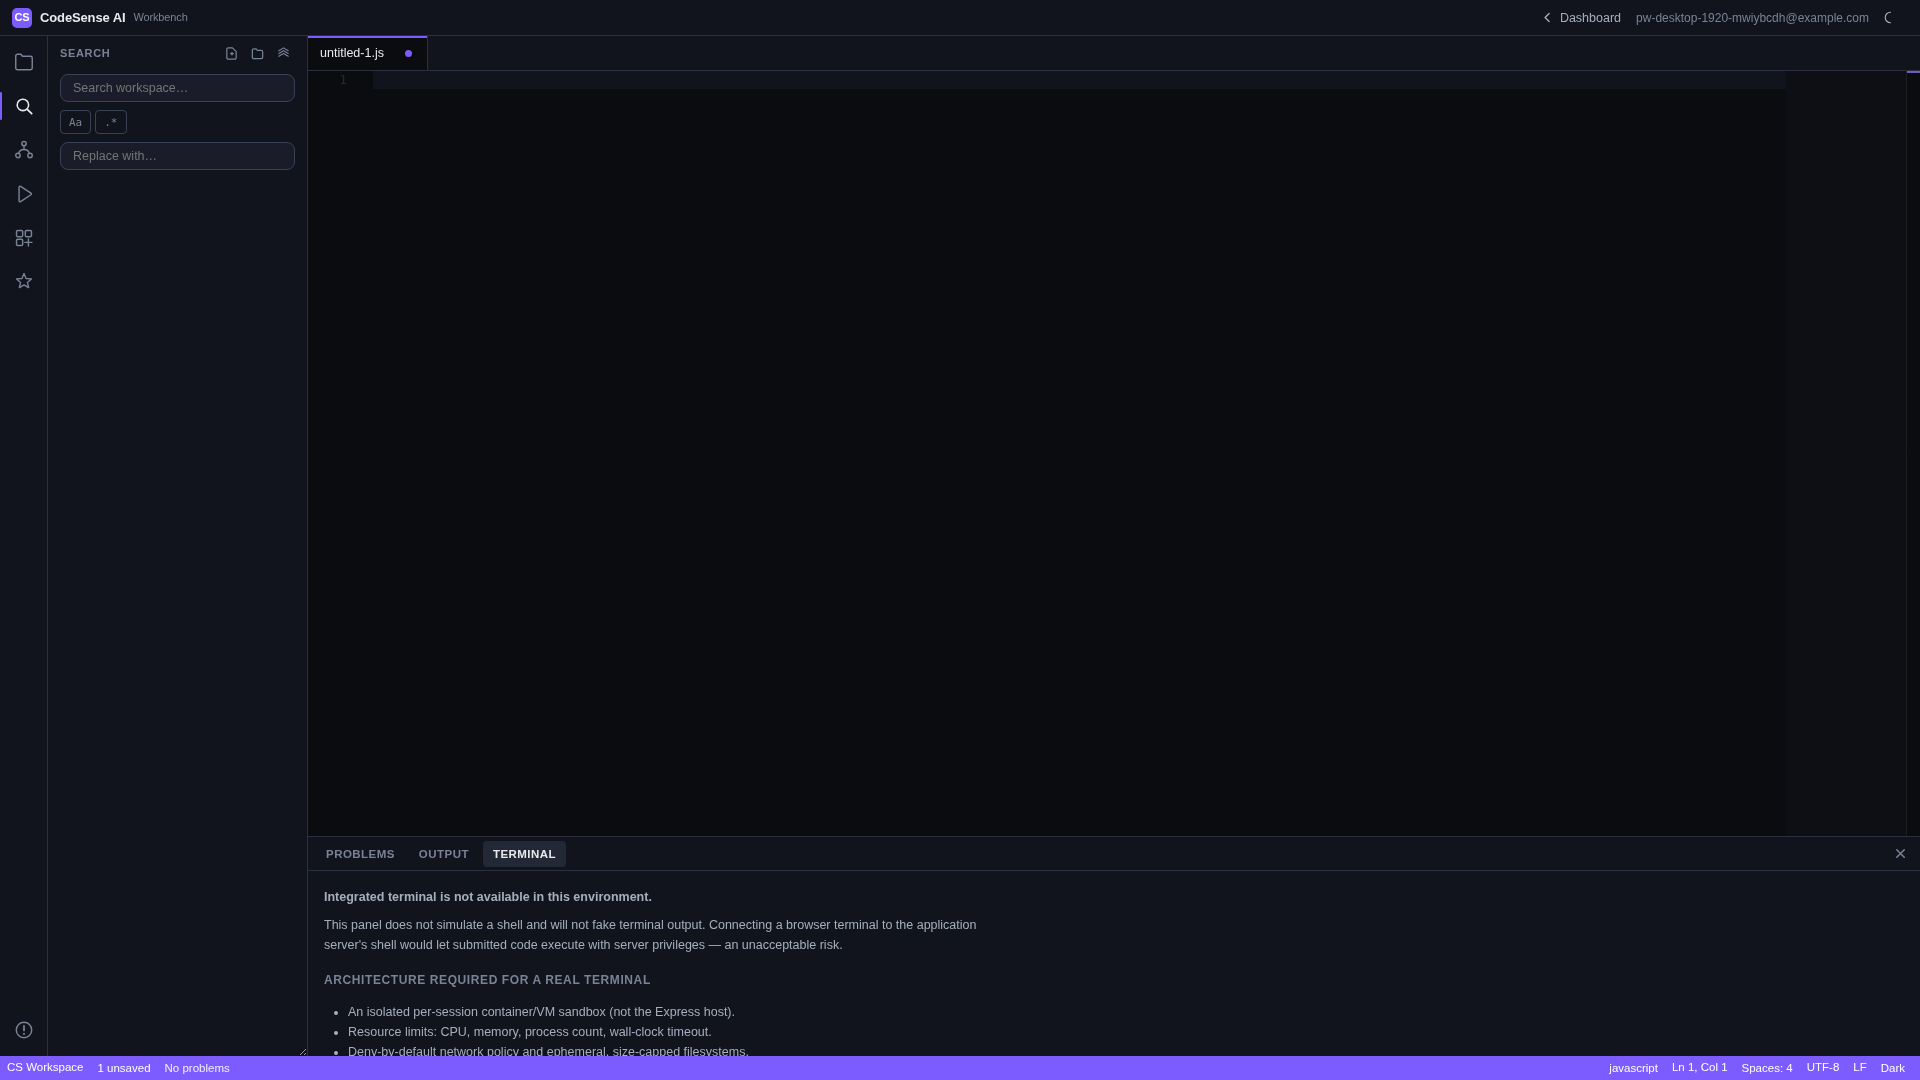 CS CodeSense AI Workbench
Dashboard pw-desktop-1920-mwiybcdh@example.com
SEARCH
Search workspace…
Aa .*
Replace with…
untitled-1.js
1
PROBLEMS OUTPUT TERMINAL
Integrated terminal is not available in this environment.
This panel does not simulate a shell and will not fake terminal output. Connecting a browser terminal to the application
server's shell would let submitted code execute with server privileges — an unacceptable risk.
ARCHITECTURE REQUIRED FOR A REAL TERMINAL
• An isolated per-session container/VM sandbox (not the Express host).
• Resource limits: CPU, memory, process count, wall-clock timeout.
• Deny-by-default network policy and ephemeral, size-capped filesystems.
CS Workspace 1 unsaved No problems javascript Ln 1, Col 1 Spaces: 4 UTF-8 LF Dark